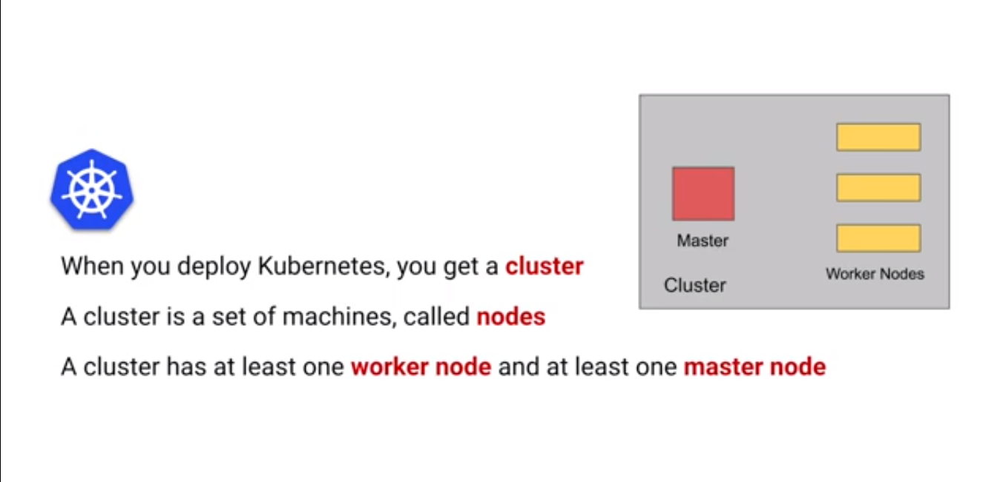 When you deploy Kubernetes, you get a cluster
A cluster is a set of machines, called nodes
A cluster has at least one worker node and at least one master node
Master
Cluster
Worker Nodes